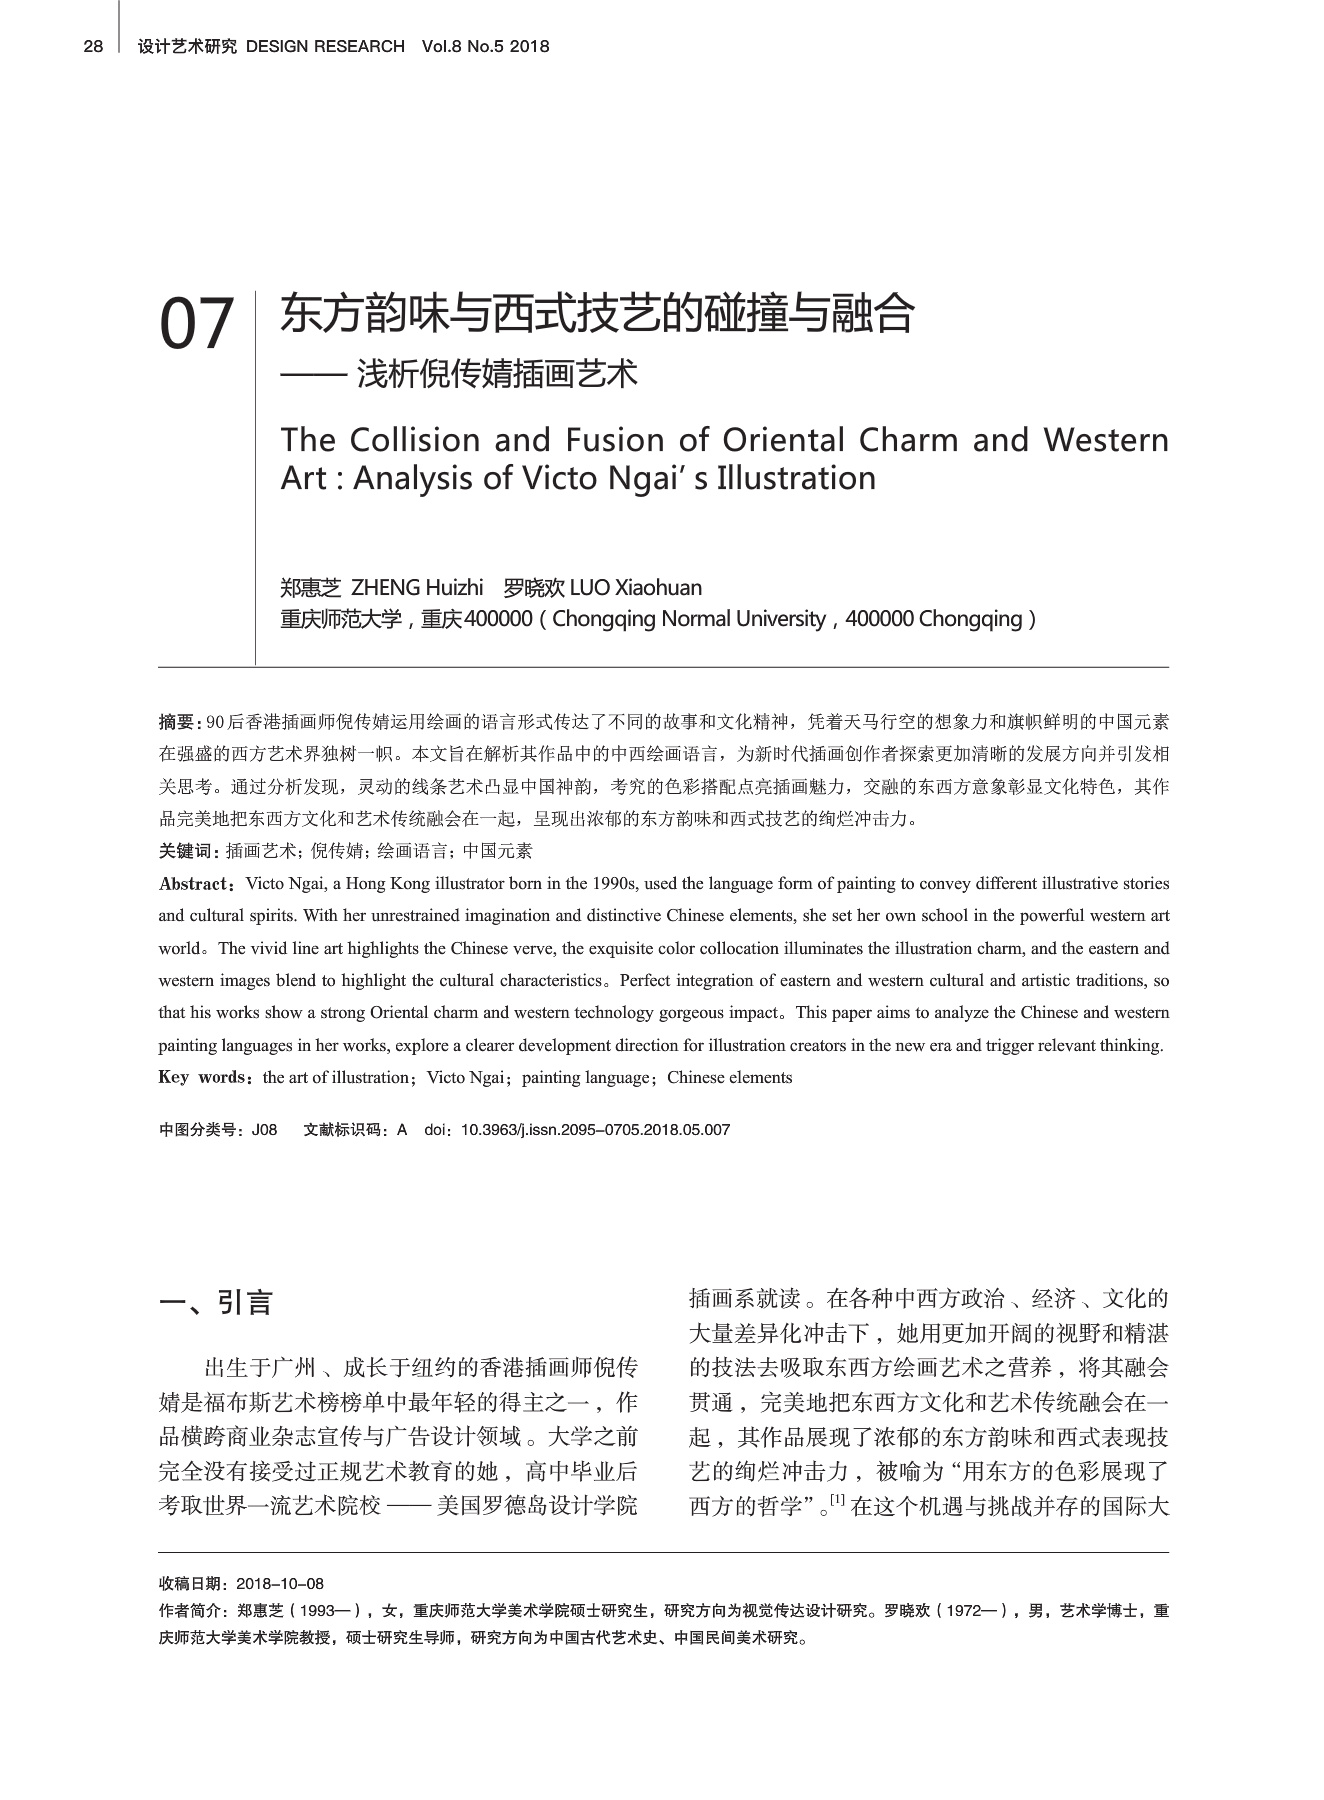 28 设计艺术研究 DESIGN RESEARCH Vol.8 No.5 2018
07
东方韵味与西式技艺的碰撞与融合
—— 浅析倪传婧插画艺术
The Collision and Fusion of Oriental Charm and Western
Art : Analysis of Victo Ngai’ s Illustration
郑惠芝 ZHENG Huizhi 罗晓欢 LUO Xiaohuan
重庆师范大学，重庆400000（Chongqing Normal University，400000 Chongqing）
摘要：90后香港插画师倪传婧运用绘画的语言形式传达了不同的故事和文化精神，凭着天马行空的想象力和旗帜鲜明的中国元素
在强盛的西方艺术界独树一帜。本文旨在解析其作品中的中西绘画语言，为新时代插画创作者探索更加清晰的发展方向并引发相
关思考。通过分析发现，灵动的线条艺术凸显中国神韵，考究的色彩搭配点亮插画魅力，交融的东西方意象彰显文化特色，其作
品完美地把东西方文化和艺术传统融会在一起，呈现出浓郁的东方韵味和西式技艺的绚烂冲击力。
关键词：插画艺术；倪传婧；绘画语言；中国元素
Abstract：Victo Ngai, a Hong Kong illustrator born in the 1990s, used the language form of painting to convey different illustrative stories
and cultural spirits. With her unrestrained imagination and distinctive Chinese elements, she set her own school in the powerful western art
world。The vivid line art highlights the Chinese verve, the exquisite color collocation illuminates the illustration charm, and the eastern and
western images blend to highlight the cultural characteristics。Perfect integration of eastern and western cultural and artistic traditions, so
that his works show a strong Oriental charm and western technology gorgeous impact。This paper aims to analyze the Chinese and western
painting languages in her works, explore a clearer development direction for illustration creators in the new era and trigger relevant thinking.
Key words：the art of illustration；Victo Ngai；painting language；Chinese elements
中图分类号：J08 文献标识码：A doi：10.3963/j.issn.2095-0705.2018.05.007
一、引言
出生于广州、成长于纽约的香港插画师倪传
婧是福布斯艺术榜榜单中最年轻的得主之一，作
品横跨商业杂志宣传与广告设计领域。大学之前
完全没有接受过正规艺术教育的她，高中毕业后
考取世界一流艺术院校 —— 美国罗德岛设计学院
插画系就读。在各种中西方政治、经济、文化的
大量差异化冲击下，她用更加开阔的视野和精湛
的技法去吸取东西方绘画艺术之营养，将其融会
贯通，完美地把东西方文化和艺术传统融会在一
起，其作品展现了浓郁的东方韵味和西式表现技
艺的绚烂冲击力，被喻为“用东方的色彩展现了
西方的哲学”。[1] 在这个机遇与挑战并存的国际大
收稿日期：2018-10-08
作者简介：郑惠芝（1993—），女，重庆师范大学美术学院硕士研究生，研究方向为视觉传达设计研究。罗晓欢（1972—），男，艺术学博士，重
庆师范大学美术学院教授，硕士研究生导师，研究方向为中国古代艺术史、中国民间美术研究。